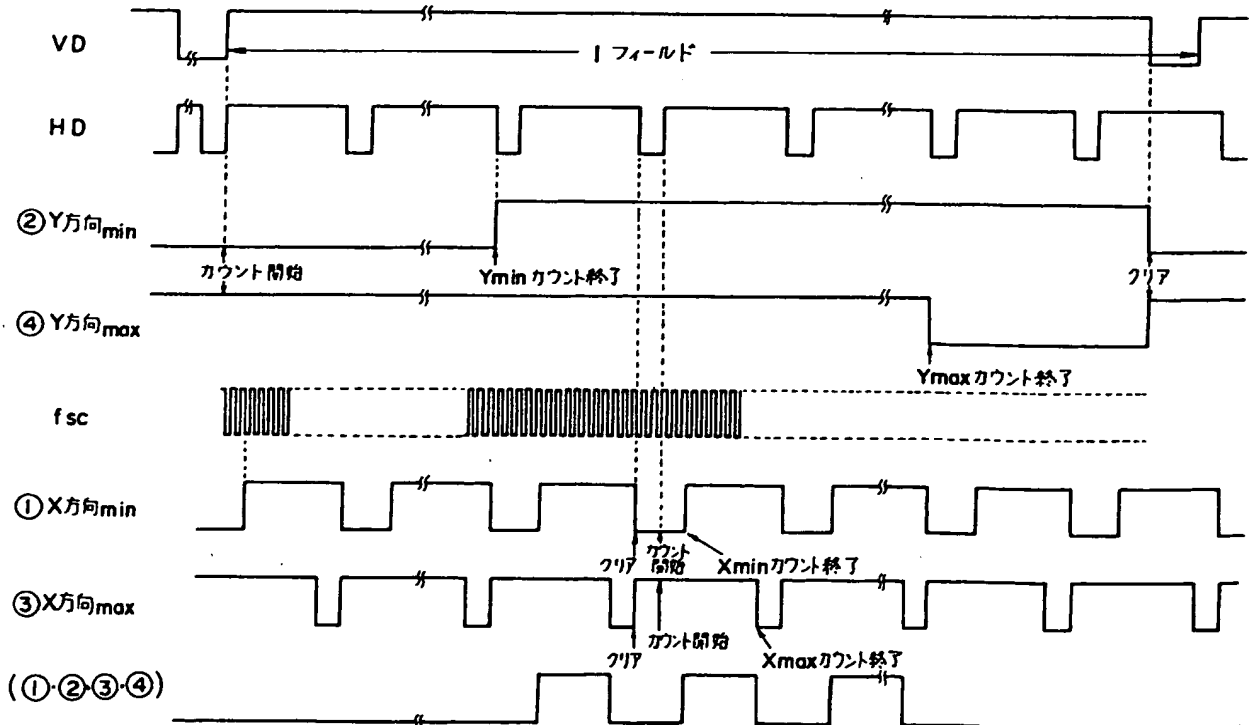 VD
1 フィールド
HD
②Y方向min
カウント開始
Yminカウント終了
クリア
④Y方向max
Ymaxカウント終了
fsc
①X方向min
クリア
カウント
開始
Xminカウント終了
③X方向max
クリア
カウント開始
Xmaxカウント終了
(①·②·③·④)